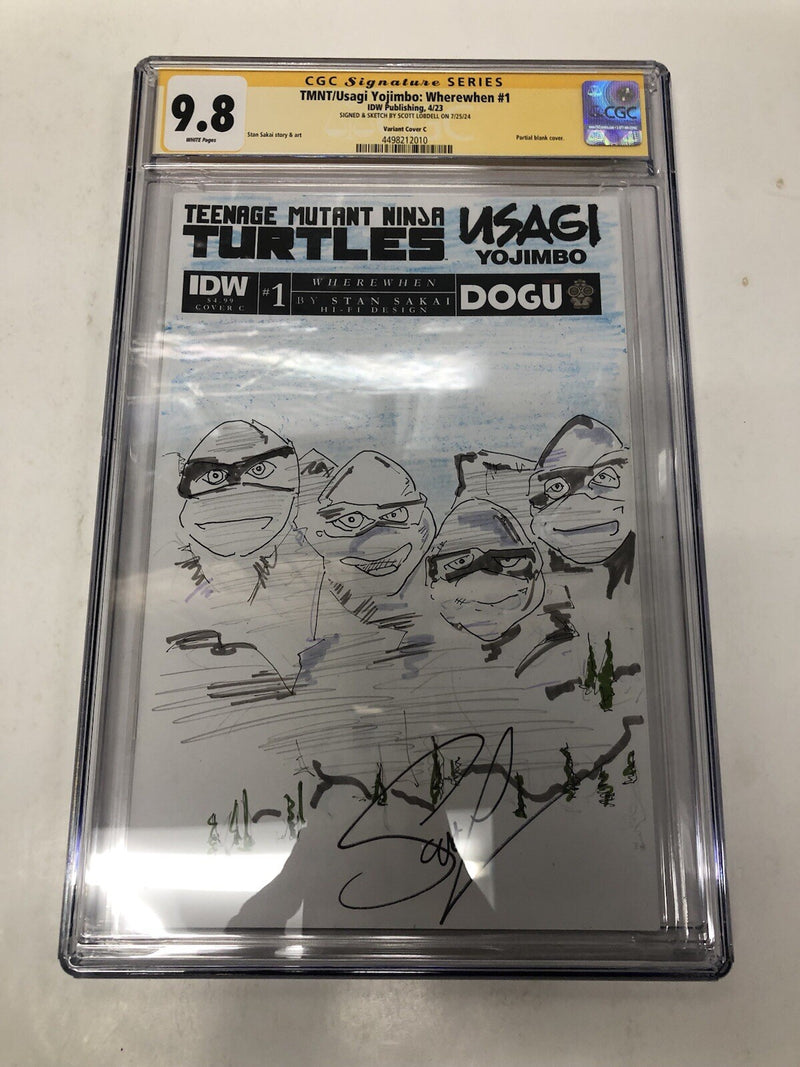 CGC Signature SERIES
9.8
WHITE Pages
TMNT/Usagi Yojimbo: Wherewhen #1
IDW Publishing, 4/23
SIGNED & SKETCH BY SCOTT LOBDELL ON 7/25/24
Stan Sakai story & art
Variant Cover C
Partial blank cover.
4498212010
CGC
TEENAGE MUTANT NINJA
TURTLES
USAGI
YOJIMBO
IDW
$4.99
COVER C
#1
WHEREWHEN
BY STAN SAKAI
HI-FI DESIGN
DOGU
Scott